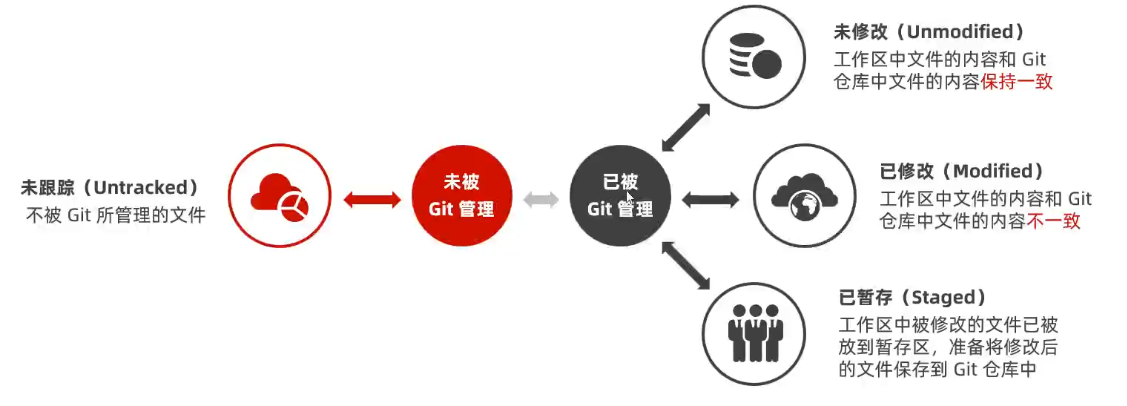 未跟踪（Untracked）
不被 Git 所管理的文件
未被
Git 管理
已被
Git 管理
未修改（Unmodified）
工作区中文件的内容和 Git
仓库中文件的内容保持一致
已修改（Modified）
工作区中文件的内容和 Git
仓库中文件的内容不一致
已暂存（Staged）
工作区中被修改的文件已被
放到暂存区，准备将修改后
的文件保存到 Git 仓库中